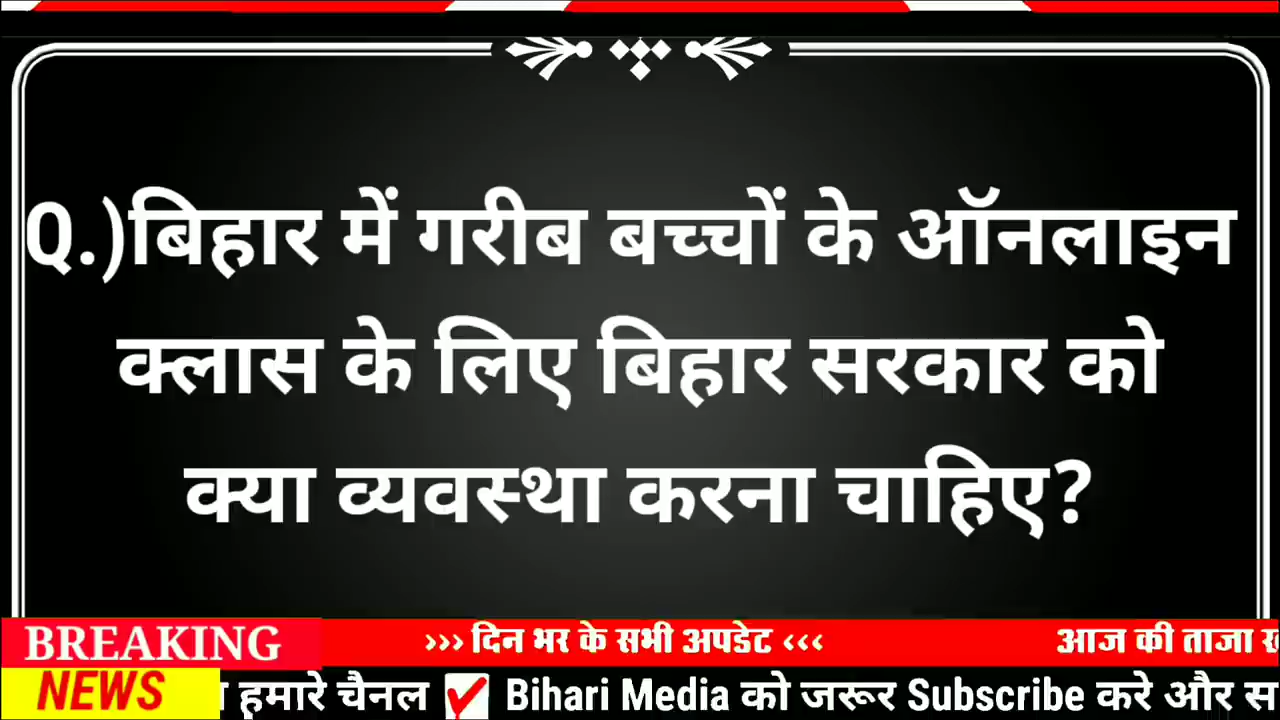 Q.)बिहार में गरीब बच्चों के ऑनलाइन
क्लास के लिए बिहार सरकार को
क्या व्यवस्था करना चाहिए?
BREAKING
››› दिन भर के सभी अपडेट ‹‹‹ आज की ताजा
NEWS
हमारे चैनल ✔ Bihari Media को जरूर Subscribe करे और